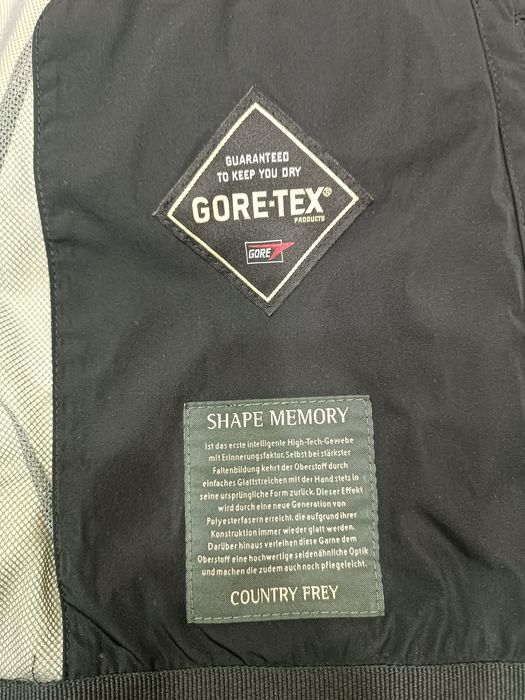 GUARANTEED
TO KEEP YOU DRY
GORE-TEX®
PRODUCTS
GORE
SHAPE MEMORY
ist das erste intelligente High-Tech-Gewebe
mit Erinnerungsfaktor. Selbst bei stärkster
Faltenbildung kehrt der Oberstoff durch
einfaches Glattstreichen mit der Hand stets in
seine ursprüngliche Form zurück. Dieser Effekt
wird durch eine neue Generation von
Polyesterfasern erreicht, die aufgrund ihrer
Konstruktion immer wieder glatt werden.
Darüber hinaus verleihen diese Garne dem
Oberstoff eine hochwertige seidenähnliche Optik
und machen die zudem auch noch pflegeleicht.
COUNTRY FREY